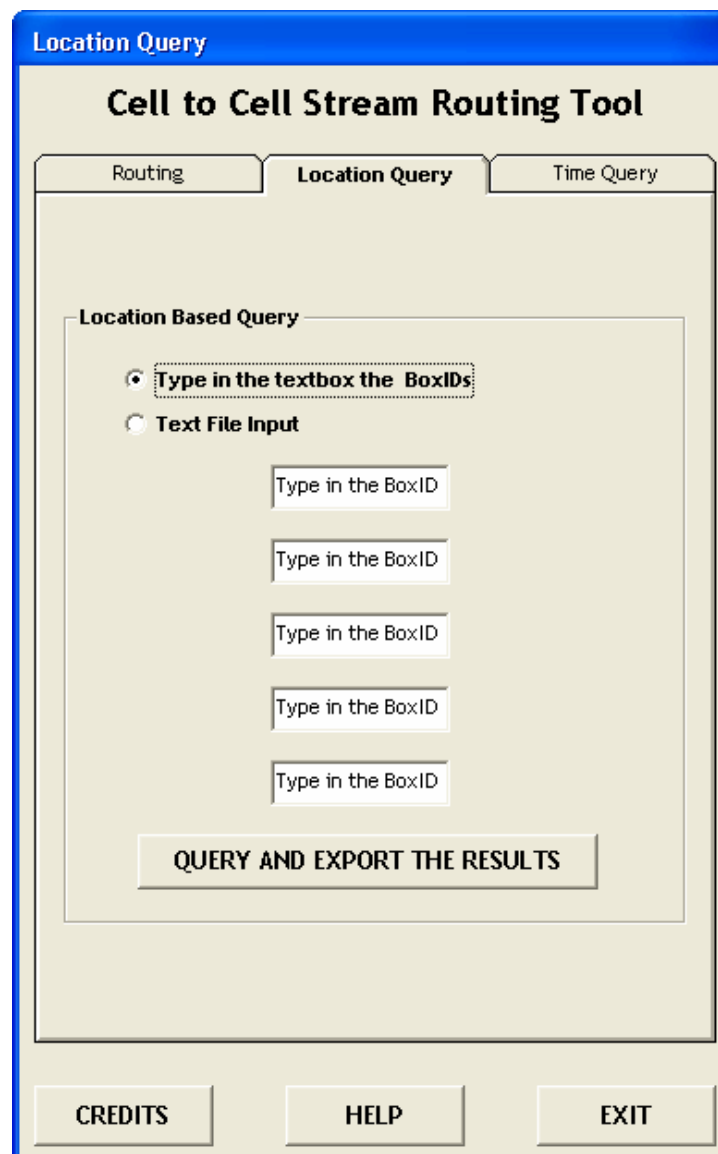 Location Query
Cell to Cell Stream Routing Tool
Routing
Location Query
Time Query
Location Based Query
Type in the textbox the BoxIDs
Text File Input
Type in the BoxID
Type in the BoxID
Type in the BoxID
Type in the BoxID
Type in the BoxID
QUERY AND EXPORT THE RESULTS
CREDITS
HELP
EXIT